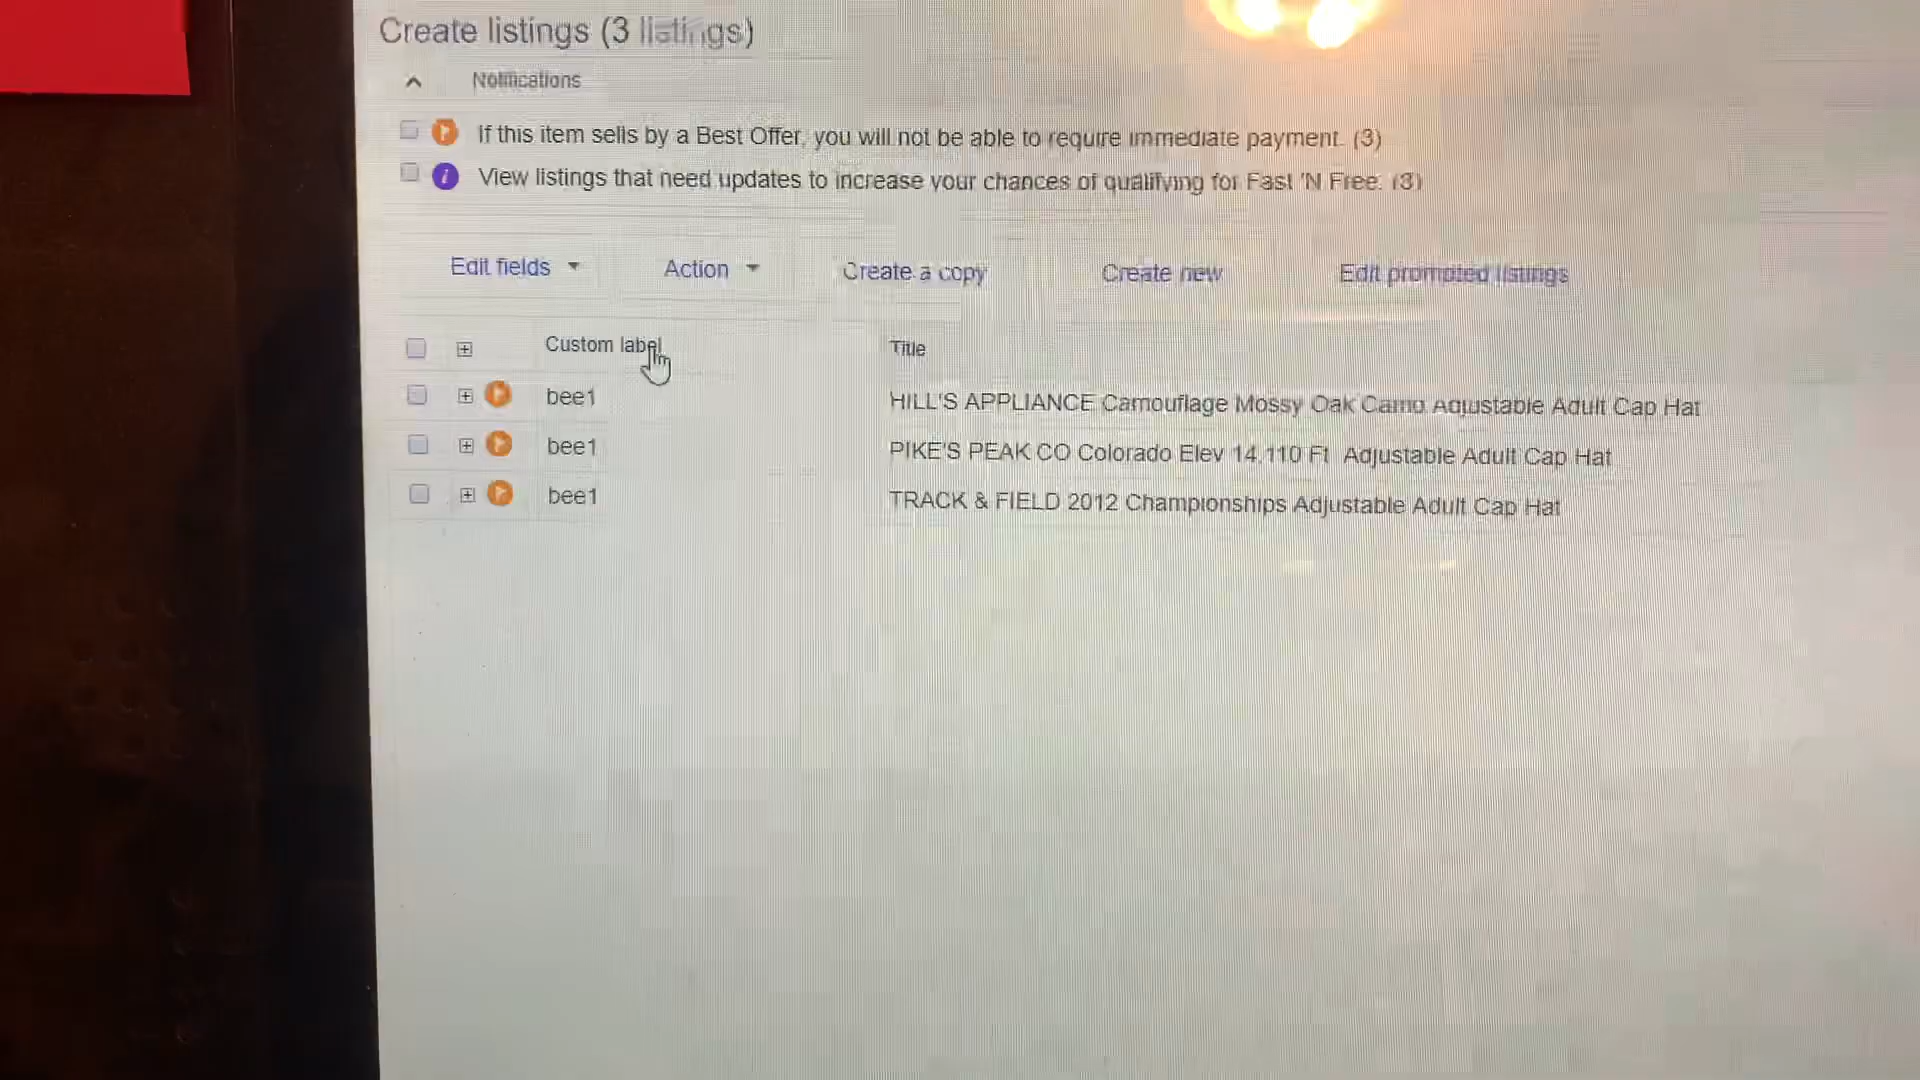 Create listings (3 listings)
Notifications
If this item sells by a Best Offer, you will not be able to require immediate payment. (3)
View listings that need updates to increase your chances of qualifying for Fast 'N Free. (3)
Edit fields Action Create a copy Create new Edit promoted listings
Custom label Title
bee1 HILL'S APPLIANCE Camouflage Mossy Oak Camo Adjustable Adult Cap Hat
bee1 PIKE'S PEAK CO Colorado Elev 14,110 Ft Adjustable Adult Cap Hat
bee1 TRACK & FIELD 2012 Championships Adjustable Adult Cap Hat